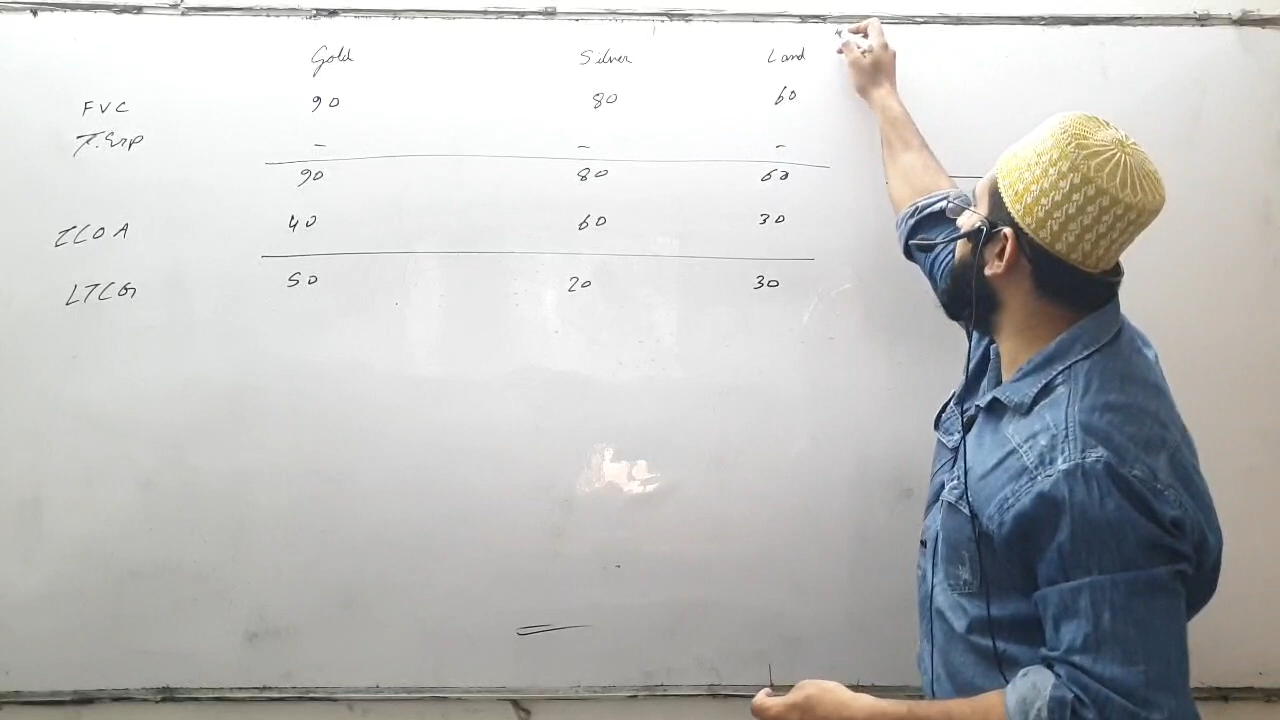 Gold Silver Land
FVC 90 80 60
T.Exp - - -
90 80 60
ICOA 40 60 30
LTCG 50 20 30